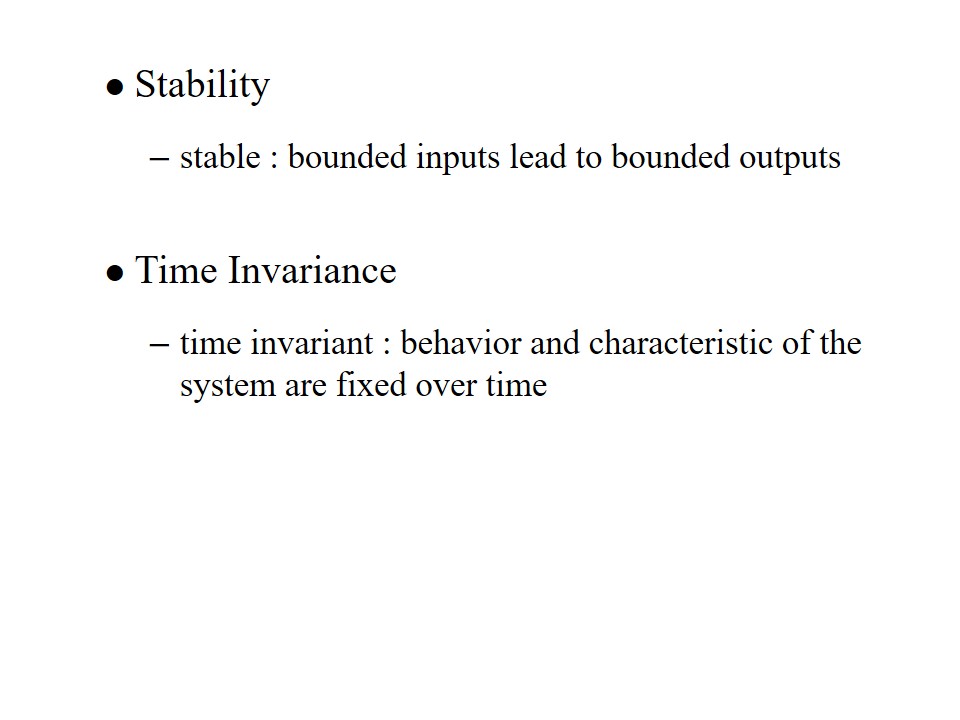 ● Stability
– stable : bounded inputs lead to bounded outputs
● Time Invariance
– time invariant : behavior and characteristic of the
system are fixed over time